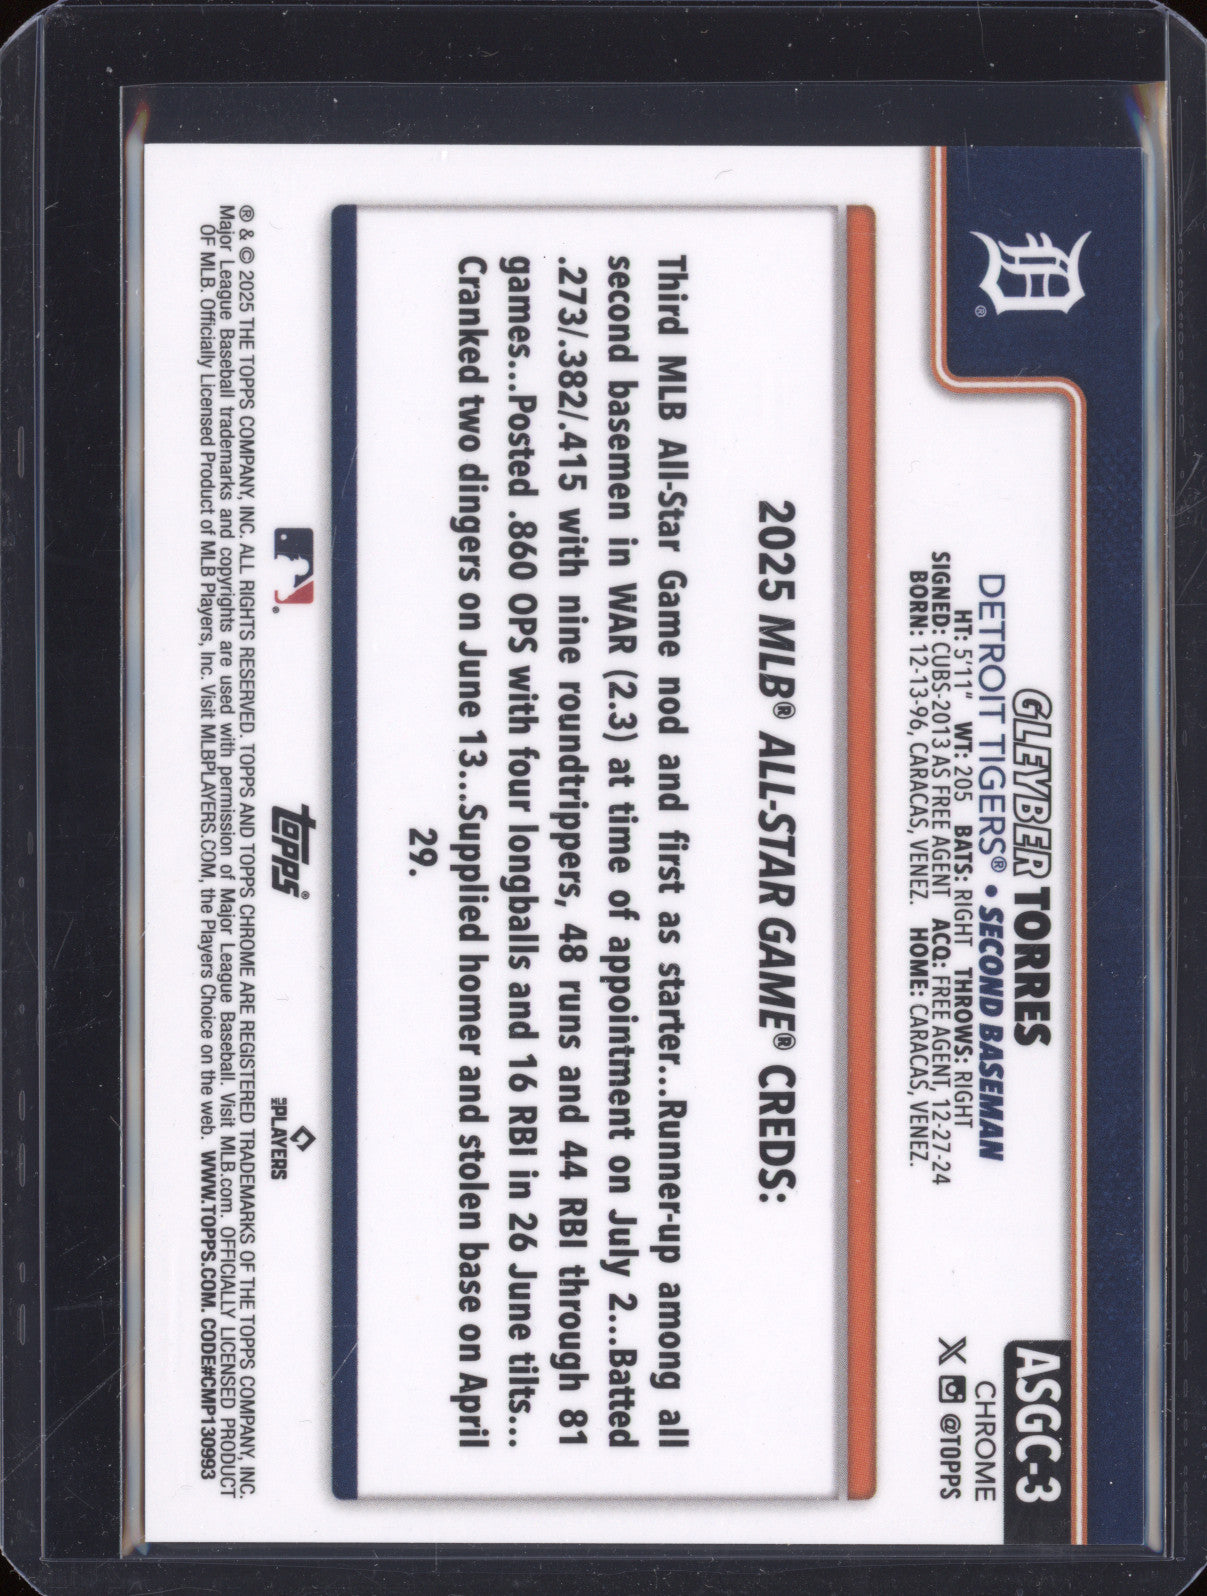 D®
GLEYBER TORRES
DETROIT TIGERS® • SECOND BASEMAN
HT: 5'11" WT: 205 BATS: RIGHT THROWS: RIGHT
SIGNED: CUBS-2013 AS FREE AGENT ACQ: FREE AGENT, 12-27-24
BORN: 12-13-96, CARACAS, VENEZ. HOME: CARACAS, VENEZ.
ASGC-3
CHROME
X @TOPPS
2025 MLB® ALL-STAR GAME® CREDS:
Third MLB All-Star Game nod and first as starter...Runner-up among all
second basemen in WAR (2.3) at time of appointment on July 2...Batted
.273/.382/.415 with nine roundtrippers, 48 runs and 44 RBI through 81
games...Posted .860 OPS with four longballs and 16 RBI in 26 June tilts...
Cranked two dingers on June 13...Supplied homer and stolen base on April
29.
®
topps®
MLB PLAYERS
® & © 2025 THE TOPPS COMPANY, INC. ALL RIGHTS RESERVED. TOPPS AND TOPPS CHROME ARE REGISTERED TRADEMARKS OF THE TOPPS COMPANY, INC.
Major League Baseball trademarks and copyrights are used with permission of Major League Baseball. Visit MLB.com. OFFICIALLY LICENSED PRODUCT
OF MLB. Officially Licensed Product of MLB Players, Inc. Visit MLBPLAYERS.COM, the Players Choice on the web. WWW.TOPPS.COM. CODE#CMP130993